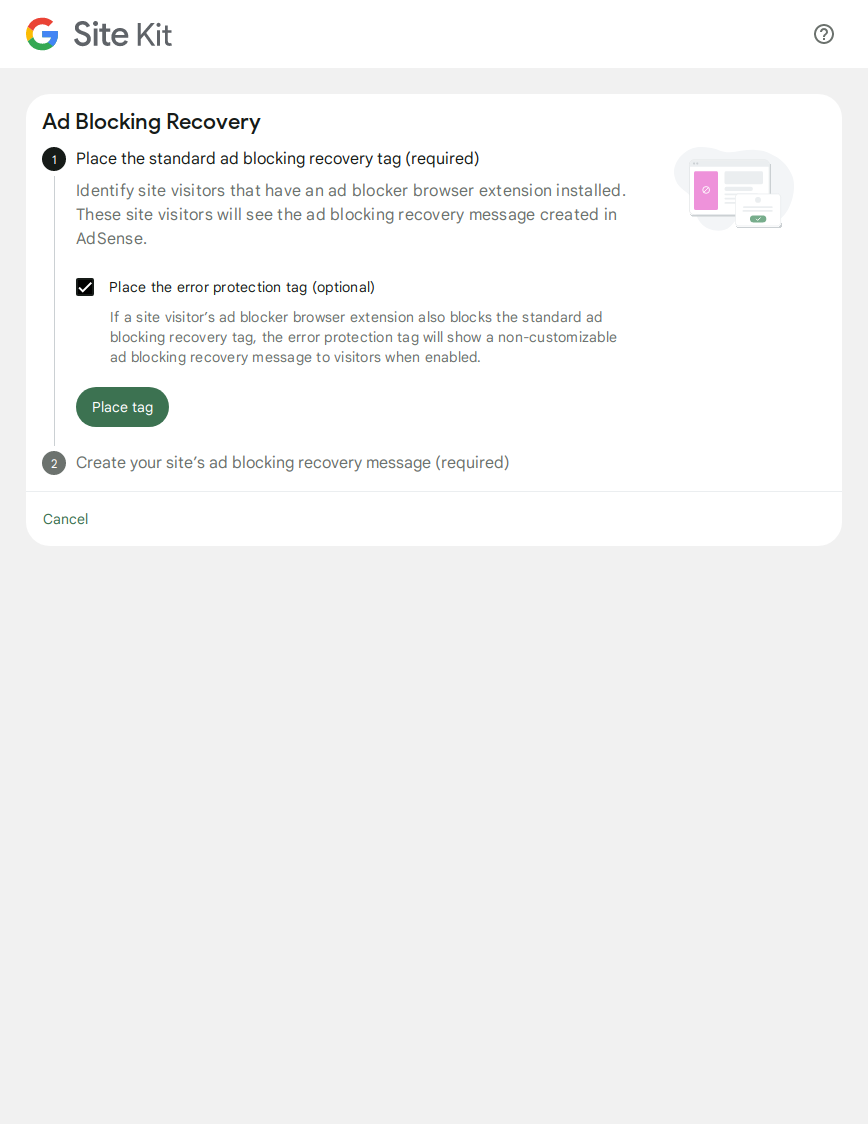 Site Kit
Ad Blocking Recovery
1 Place the standard ad blocking recovery tag (required)
Identify site visitors that have an ad blocker browser extension installed.
These site visitors will see the ad blocking recovery message created in
AdSense.
Place the error protection tag (optional)
If a site visitor’s ad blocker browser extension also blocks the standard ad
blocking recovery tag, the error protection tag will show a non-customizable
ad blocking recovery message to visitors when enabled.
Place tag
2 Create your site’s ad blocking recovery message (required)
Cancel